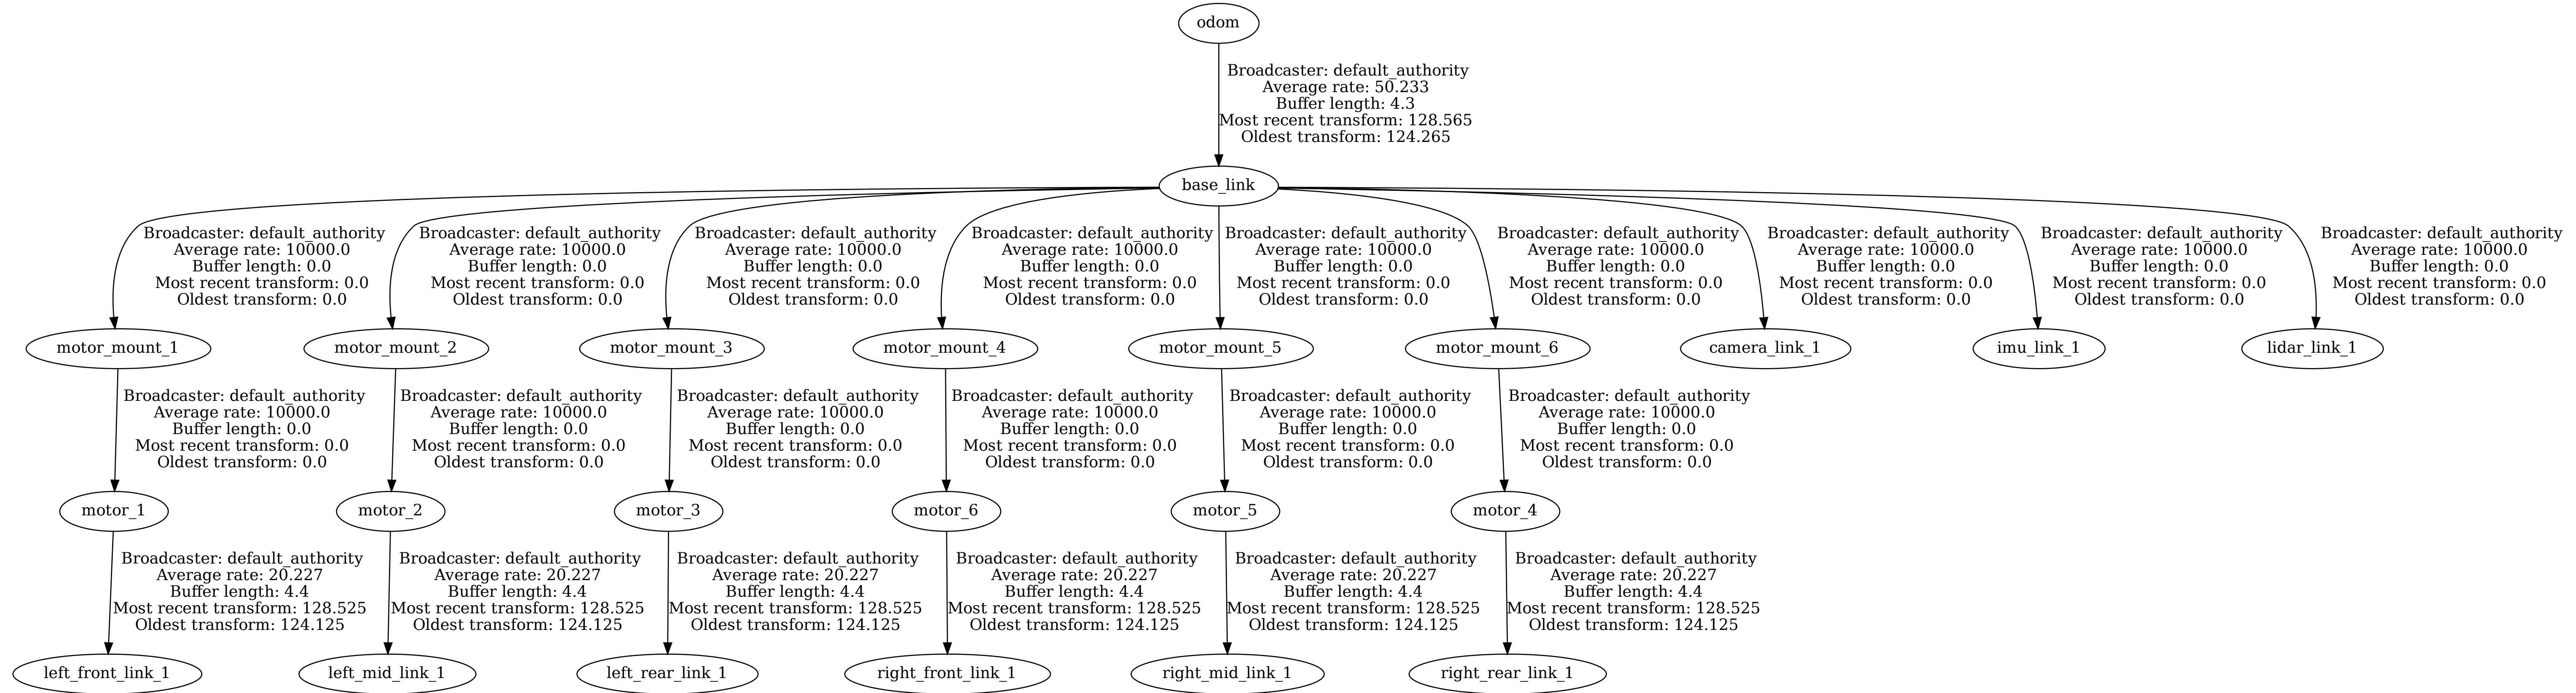 odom
Broadcaster: default_authority
Average rate: 50.233
Buffer length: 4.3
Most recent transform: 128.565
Oldest transform: 124.265
base_link
Broadcaster: default_authority
Average rate: 10000.0
Buffer length: 0.0
Most recent transform: 0.0
Oldest transform: 0.0
Broadcaster: default_authority
Average rate: 10000.0
Buffer length: 0.0
Most recent transform: 0.0
Oldest transform: 0.0
Broadcaster: default_authority
Average rate: 10000.0
Buffer length: 0.0
Most recent transform: 0.0
Oldest transform: 0.0
Broadcaster: default_authority
Average rate: 10000.0
Buffer length: 0.0
Most recent transform: 0.0
Oldest transform: 0.0
Broadcaster: default_authority
Average rate: 10000.0
Buffer length: 0.0
Most recent transform: 0.0
Oldest transform: 0.0
Broadcaster: default_authority
Average rate: 10000.0
Buffer length: 0.0
Most recent transform: 0.0
Oldest transform: 0.0
Broadcaster: default_authority
Average rate: 10000.0
Buffer length: 0.0
Most recent transform: 0.0
Oldest transform: 0.0
Broadcaster: default_authority
Average rate: 10000.0
Buffer length: 0.0
Most recent transform: 0.0
Oldest transform: 0.0
Broadcaster: default_authority
Average rate: 10000.0
Buffer length: 0.0
Most recent transform: 0.0
Oldest transform: 0.0
motor_mount_1
motor_mount_2
motor_mount_3
motor_mount_4
motor_mount_5
motor_mount_6
camera_link_1
imu_link_1
lidar_link_1
Broadcaster: default_authority
Average rate: 10000.0
Buffer length: 0.0
Most recent transform: 0.0
Oldest transform: 0.0
Broadcaster: default_authority
Average rate: 10000.0
Buffer length: 0.0
Most recent transform: 0.0
Oldest transform: 0.0
Broadcaster: default_authority
Average rate: 10000.0
Buffer length: 0.0
Most recent transform: 0.0
Oldest transform: 0.0
Broadcaster: default_authority
Average rate: 10000.0
Buffer length: 0.0
Most recent transform: 0.0
Oldest transform: 0.0
Broadcaster: default_authority
Average rate: 10000.0
Buffer length: 0.0
Most recent transform: 0.0
Oldest transform: 0.0
Broadcaster: default_authority
Average rate: 10000.0
Buffer length: 0.0
Most recent transform: 0.0
Oldest transform: 0.0
motor_1
motor_2
motor_3
motor_6
motor_5
motor_4
Broadcaster: default_authority
Average rate: 20.227
Buffer length: 4.4
Most recent transform: 128.525
Oldest transform: 124.125
Broadcaster: default_authority
Average rate: 20.227
Buffer length: 4.4
Most recent transform: 128.525
Oldest transform: 124.125
Broadcaster: default_authority
Average rate: 20.227
Buffer length: 4.4
Most recent transform: 128.525
Oldest transform: 124.125
Broadcaster: default_authority
Average rate: 20.227
Buffer length: 4.4
Most recent transform: 128.525
Oldest transform: 124.125
Broadcaster: default_authority
Average rate: 20.227
Buffer length: 4.4
Most recent transform: 128.525
Oldest transform: 124.125
Broadcaster: default_authority
Average rate: 20.227
Buffer length: 4.4
Most recent transform: 128.525
Oldest transform: 124.125
left_front_link_1
left_mid_link_1
left_rear_link_1
right_front_link_1
right_mid_link_1
right_rear_link_1